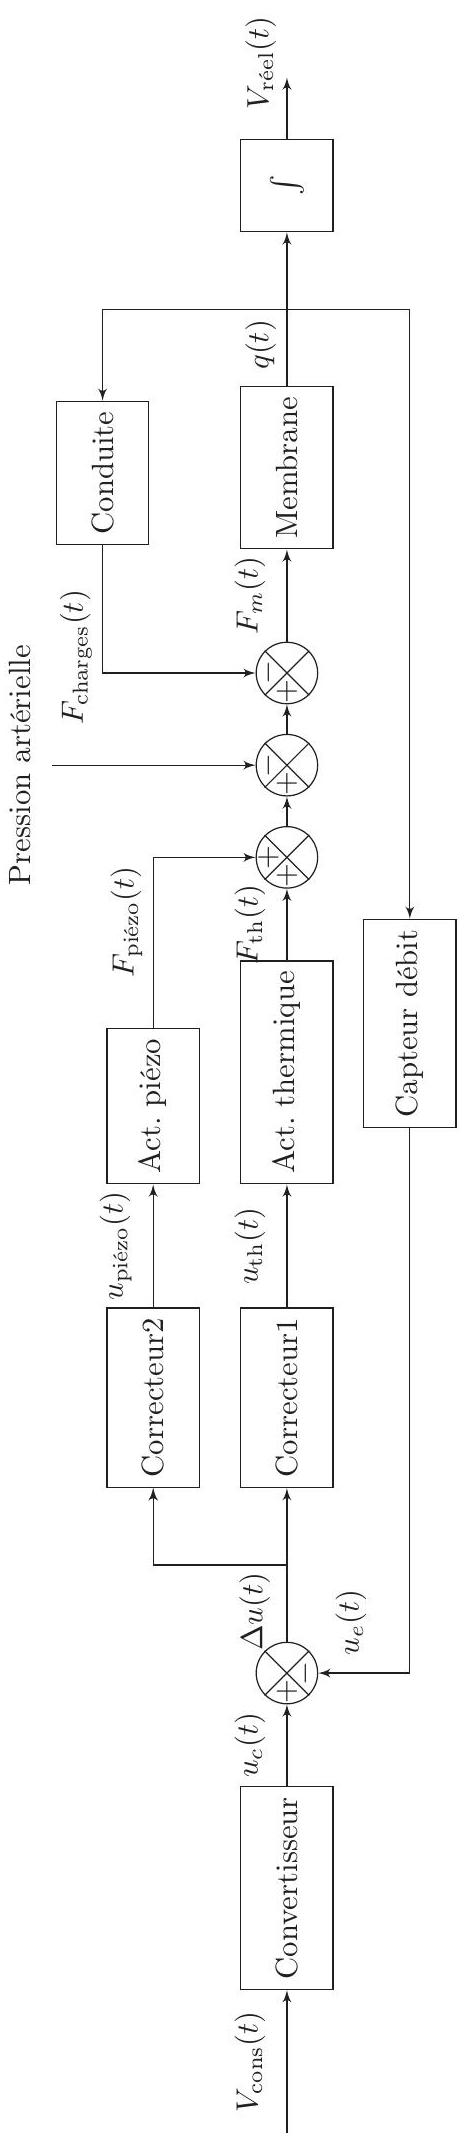 Pression artérielle
V_cons(t)
Convertisseur
u_c(t)
+
−
Δu(t)
u_e(t)
Correcteur2
u_piézo(t)
Act. piézo
F_piézo(t)
Correcteur1
u_th(t)
Act. thermique
F_th(t)
+
+
+
−
+
−
F_charges(t)
Conduite
F_m(t)
Membrane
q(t)
∫
V_réel(t)
Capteur débit